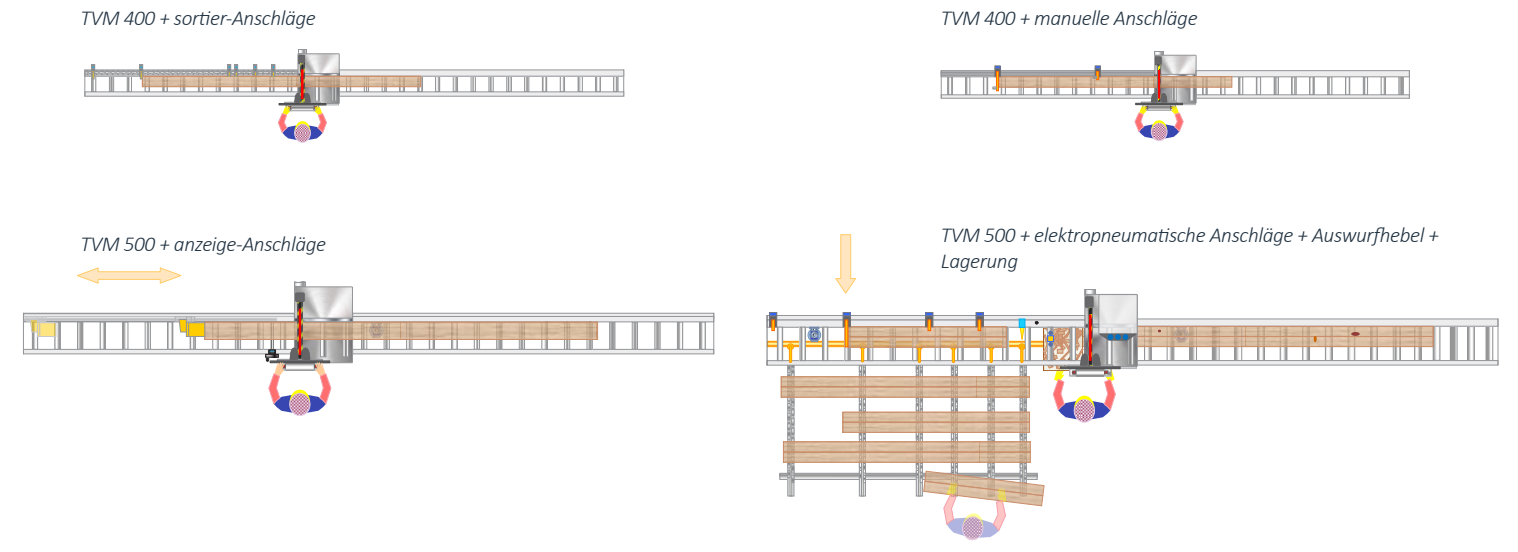 TVM 400 + sortier-Anschläge
TVM 400 + manuelle Anschläge
TVM 500 + anzeige-Anschläge
TVM 500 + elektropneumatische Anschläge + Auswurfhebel +
Lagerung